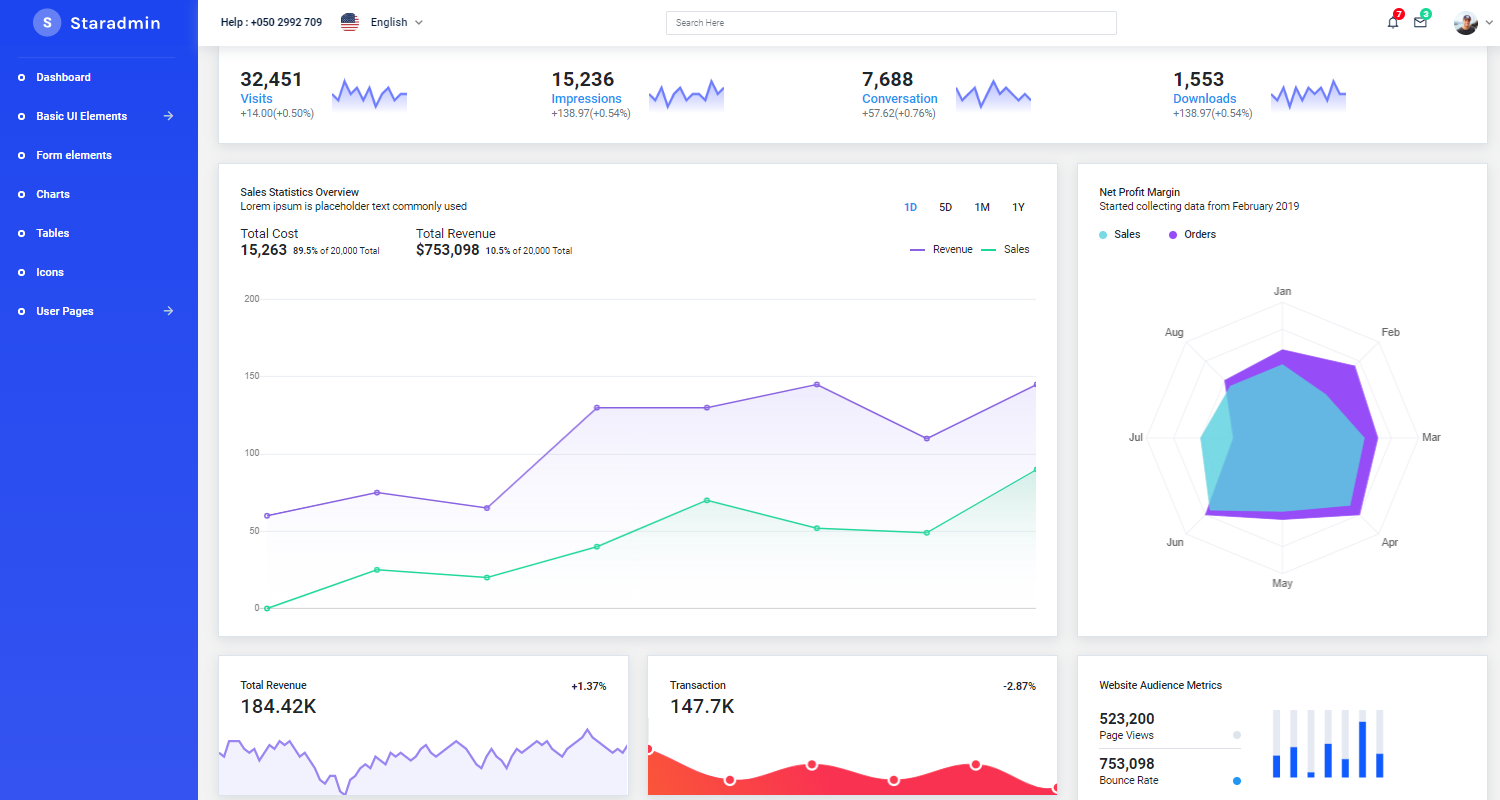 S Staradmin
Help : +050 2992 709
English
Search Here
7
3
Dashboard
Basic UI Elements
Form elements
Charts
Tables
Icons
User Pages
32,451
Visits
+14.00(+0.50%)
15,236
Impressions
+138.97(+0.54%)
7,688
Conversation
+57.62(+0.76%)
1,553
Downloads
+138.97(+0.54%)
Sales Statistics Overview
Lorem ipsum is placeholder text commonly used
1D 5D 1M 1Y
Total Cost
15,263 89.5% of 20,000 Total
Total Revenue
$753,098 10.5% of 20,000 Total
Revenue Sales
200
150
100
50
0
Net Profit Margin
Started collecting data from February 2019
Sales Orders
Jan
Feb
Mar
Apr
May
Jun
Jul
Aug
Total Revenue +1.37%
184.42K
Transaction -2.87%
147.7K
Website Audience Metrics
523,200
Page Views
753,098
Bounce Rate